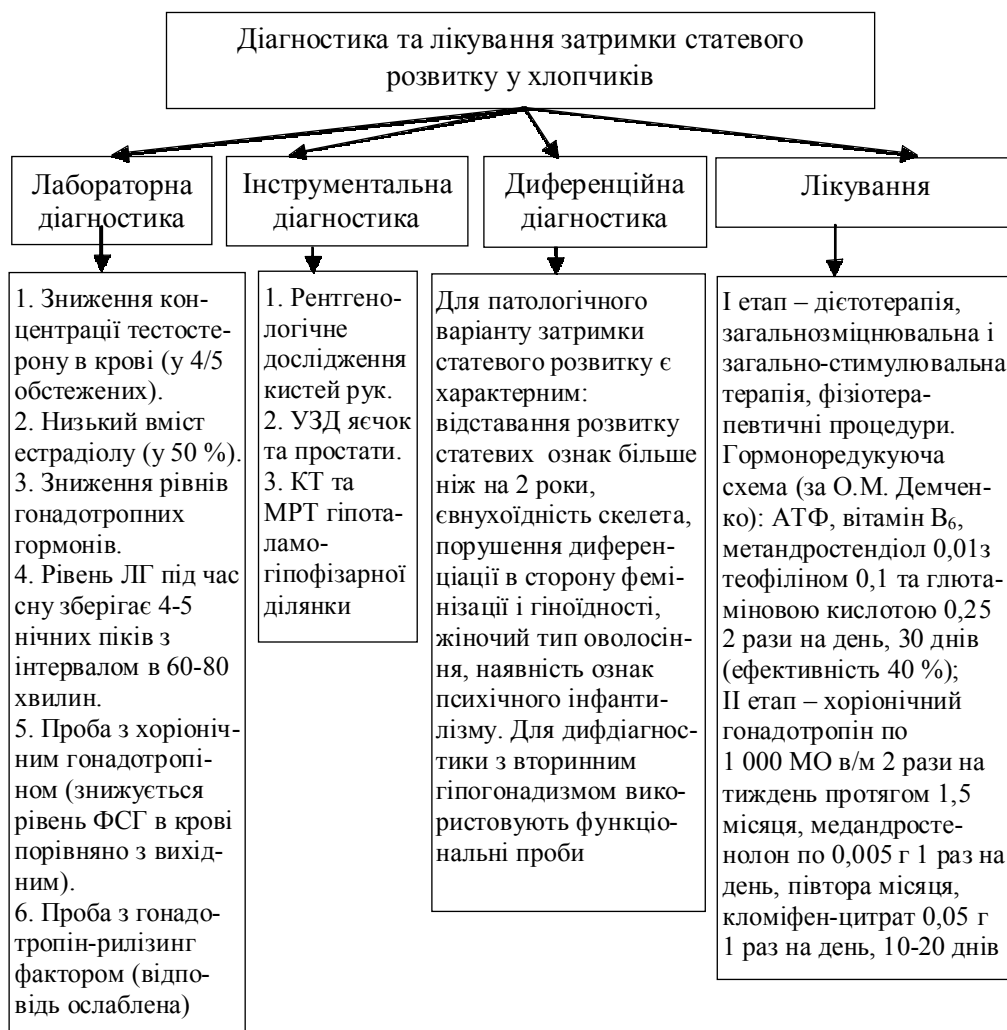 Діагностика та лікування затримки статевого
розвитку у хлопчиків
Лабораторна
діагностика
Інструментальна
діагностика
Диференційна
діагностика
Лікування
1. Зниження кон-
центрації тестосте-
рону в крові (у 4/5
обстежених).
2. Низький вміст
естрадіолу (у 50 %).
3. Зниження рівнів
гонадотропних
гормонів.
4. Рівень ЛГ під час
сну зберігає 4-5
нічних піків з
інтервалом в 60-80
хвилин.
5. Проба з хоріоніч-
ним гонадотропі-
ном (знижується
рівень ФСГ в крові
порівняно з вихід-
ним).
6. Проба з гонадо-
тропін-рилізинг
фактором (відпо-
відь ослаблена)
1. Рентгено-
логічне
дослідження
кистей рук.
2. УЗД яєчок
та простати.
3. КТ та
МРТ гіпота-
ламо-
гіпофізарної
ділянки
Для патологічного
варіанту затримки
статевого розвитку є
характерним:
відставання розвитку
статевих ознак більше
ніж на 2 роки,
євнухоїдність скелета,
порушення диферен-
ціації в сторону фемі-
нізації і гіноїдності,
жіночий тип оволосіння,
наявність ознак
психічного інфанти-
лізму. Для дифдіагнос-
тики з вторинним
гіпогонадизмом вико-
ристовують функціо-
нальні проби
І етап – дієтотерапія,
загальнозміцнювальна і
загально-стимулювальна
терапія, фізіотера-
певтичні процедури.
Гормоноредукуюча
схема (за О.М. Демчен-
ко): АТФ, вітамін В₆,
метандростендіол 0,01з
теофіліном 0,1 та глюта-
міновою кислотою 0,25
2 рази на день, 30 днів
(ефективність 40 %);
ІІ етап – хоріонічний
гонадотропін по
1 000 МО в/м 2 рази на
тиждень протягом 1,5
місяця, медандросте-
нолон по 0,005 г 1 раз на
день, півтора місяця,
кломіфен-цитрат 0,05 г
1 раз на день, 10-20 днів